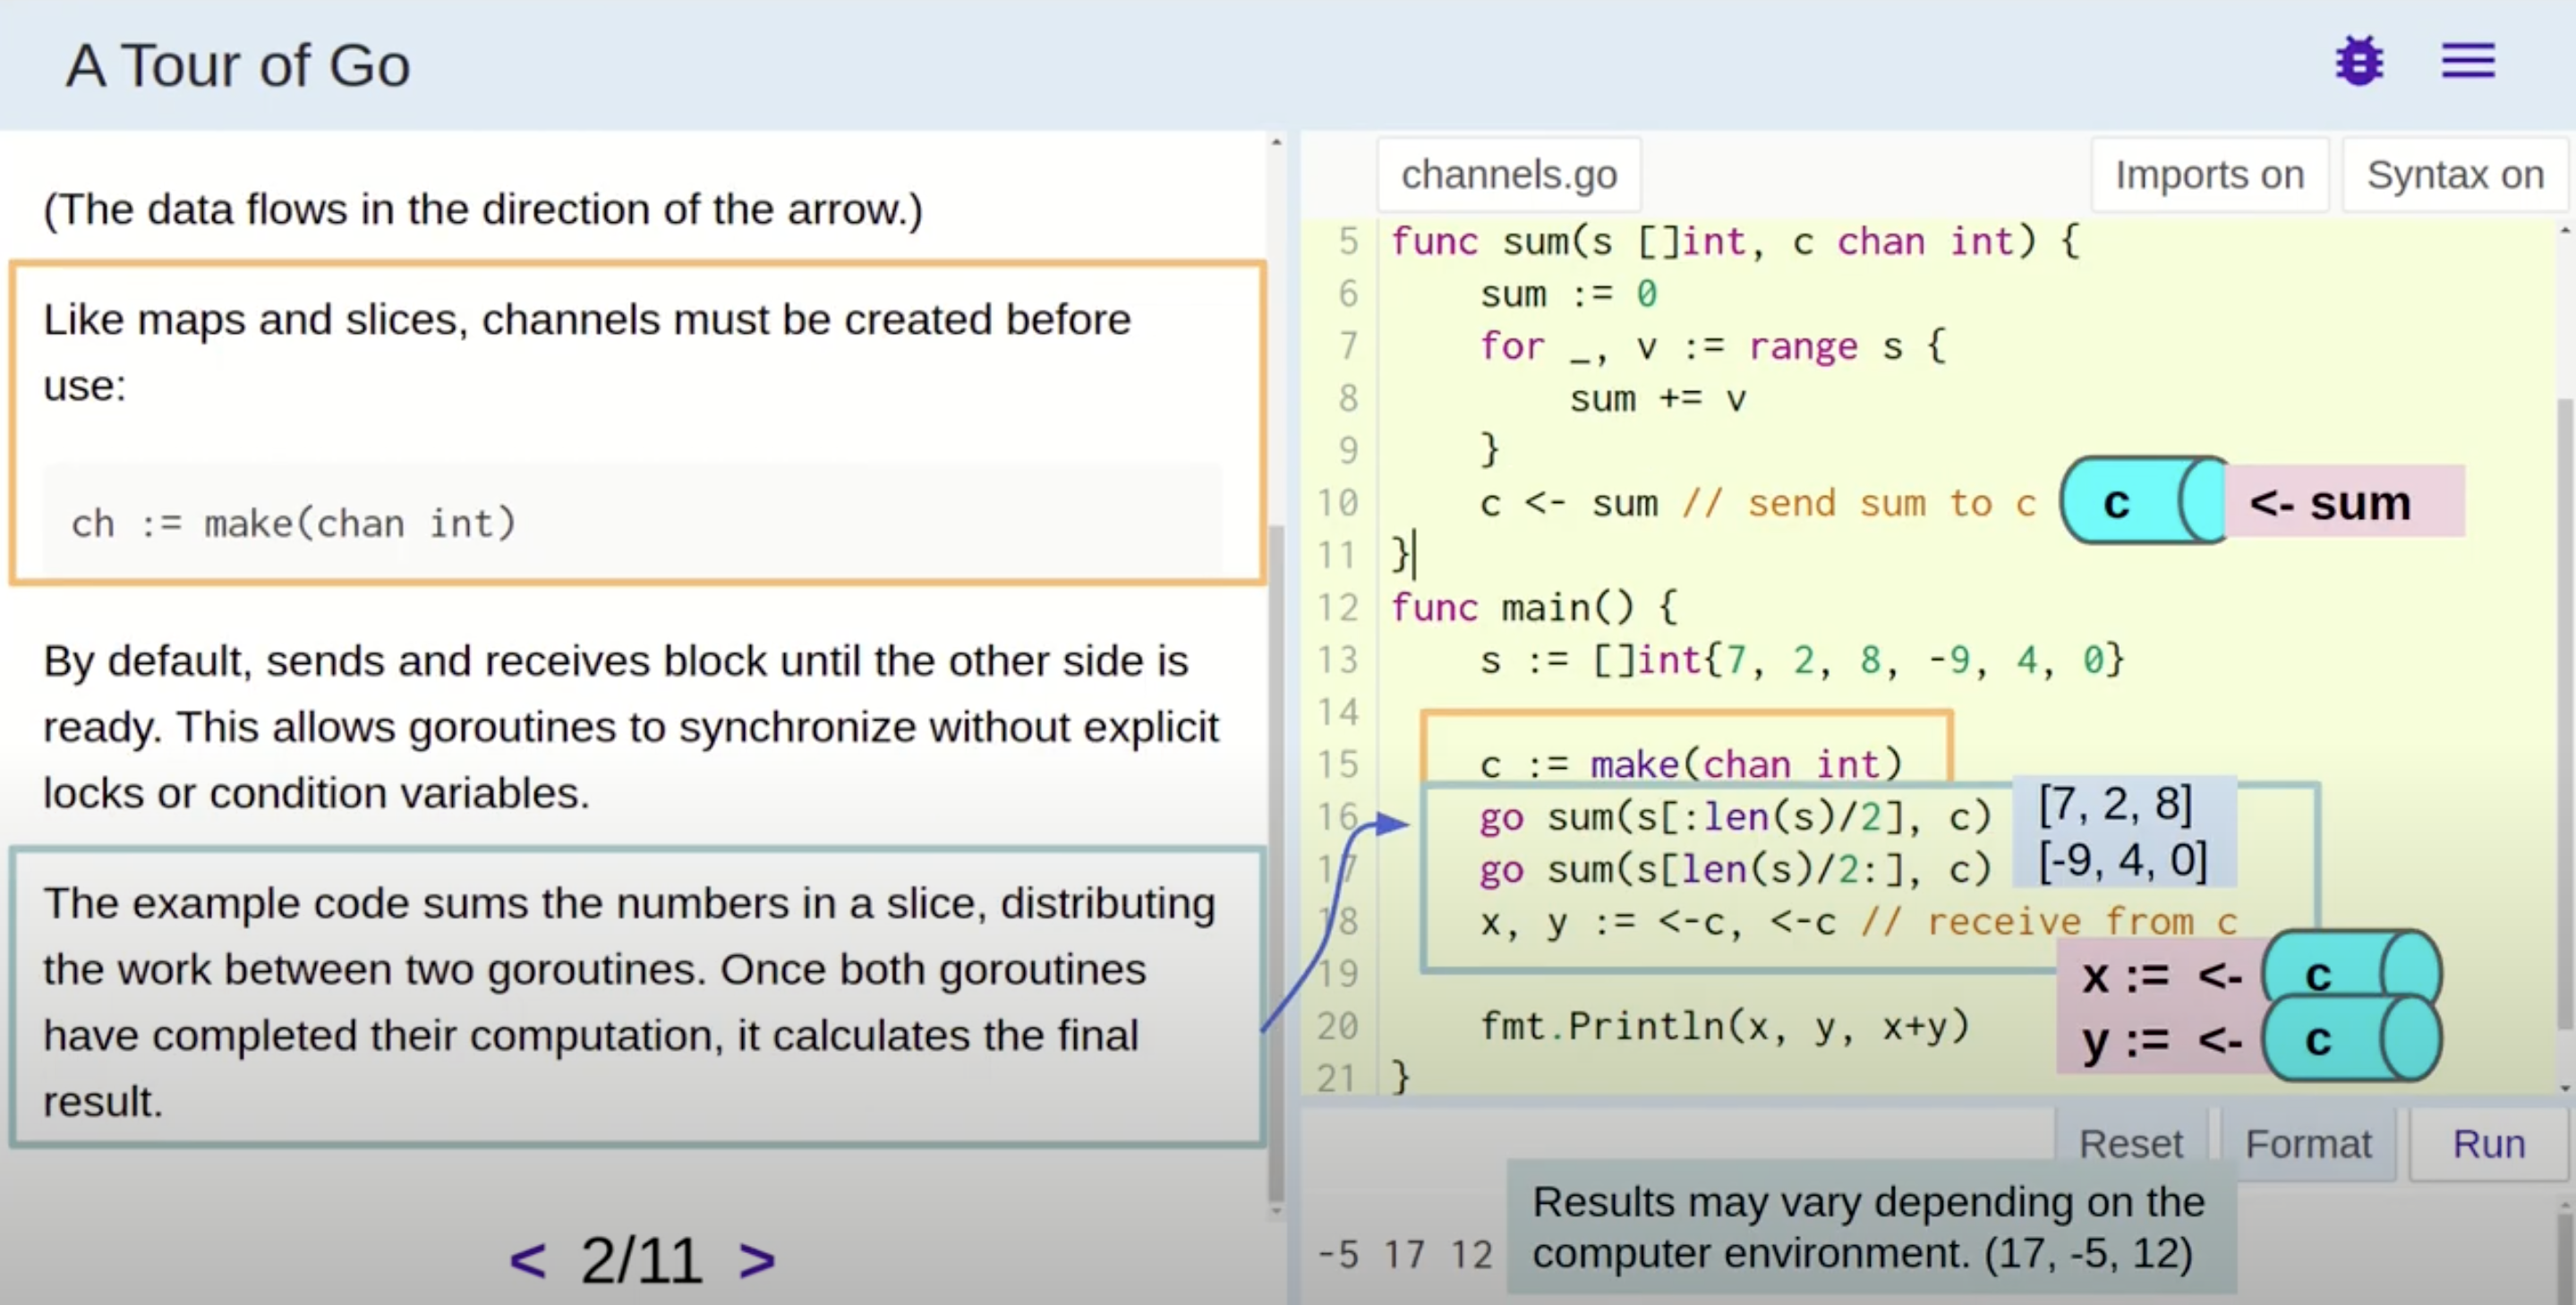 A Tour of Go
(The data flows in the direction of the arrow.)
Like maps and slices, channels must be created before
use:
ch := make(chan int)
By default, sends and receives block until the other side is
ready. This allows goroutines to synchronize without explicit
locks or condition variables.
The example code sums the numbers in a slice, distributing
the work between two goroutines. Once both goroutines
have completed their computation, it calculates the final
result.
< 2/11 >
channels.go
Imports on
Syntax on
5 func sum(s []int, c chan int) {
6 sum := 0
7 for _, v := range s {
8 sum += v
9 }
10 c <- sum // send sum to c
c <- sum
11 }
12 func main() {
13 s := []int{7, 2, 8, -9, 4, 0}
14
15 c := make(chan int)
16 go sum(s[:len(s)/2], c)
[7, 2, 8]
17 go sum(s[len(s)/2:], c)
[-9, 4, 0]
18 x, y := <-c, <-c // receive from c
19
x := <- c
20 fmt.Println(x, y, x+y)
y := <- c
21 }
Reset
Format
Run
-5 17 12
Results may vary depending on the
computer environment. (17, -5, 12)